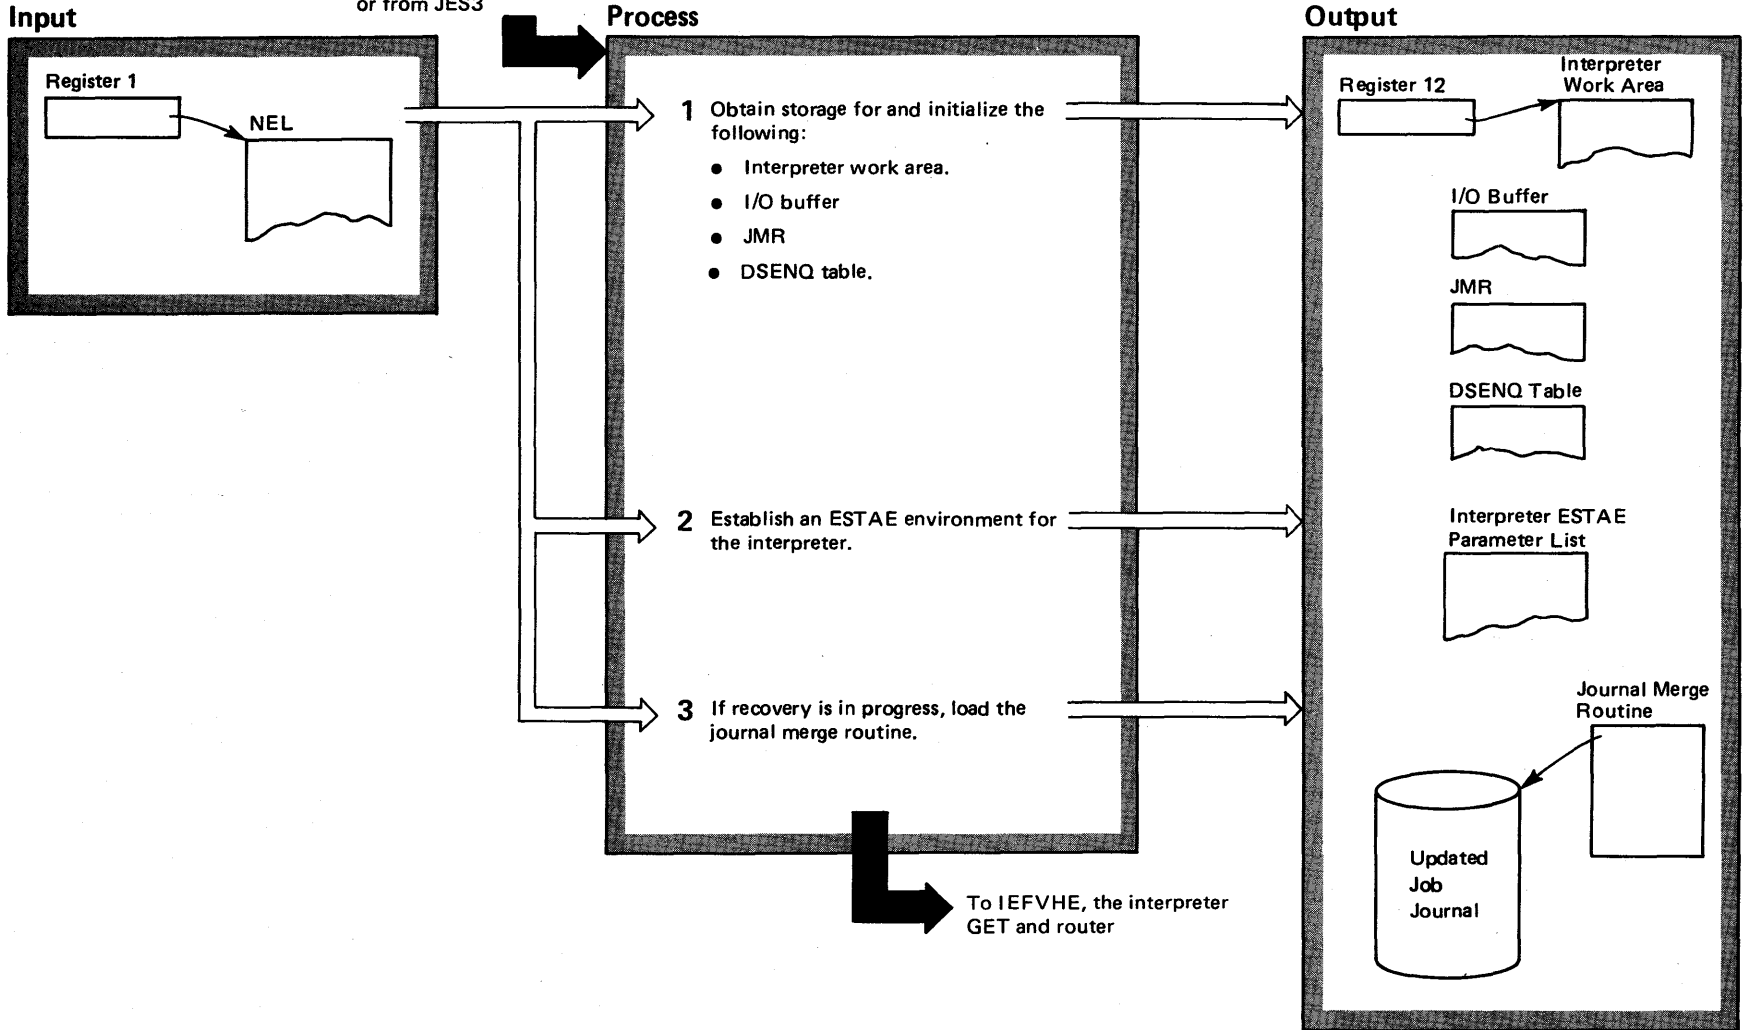 or from JES3
Input
Process
Output
Register 1
NEL
1 Obtain storage for and initialize the
following:
● Interpreter work area.
● I/O buffer
● JMR
● DSENQ table.
2 Establish an ESTAE environment for
the interpreter.
3 If recovery is in progress, load the
journal merge routine.
To IEFVHE, the interpreter
GET and router
Register 12
Interpreter
Work Area
I/O Buffer
JMR
DSENQ Table
Interpreter ESTAE
Parameter List
Journal Merge
Routine
Updated
Job
Journal